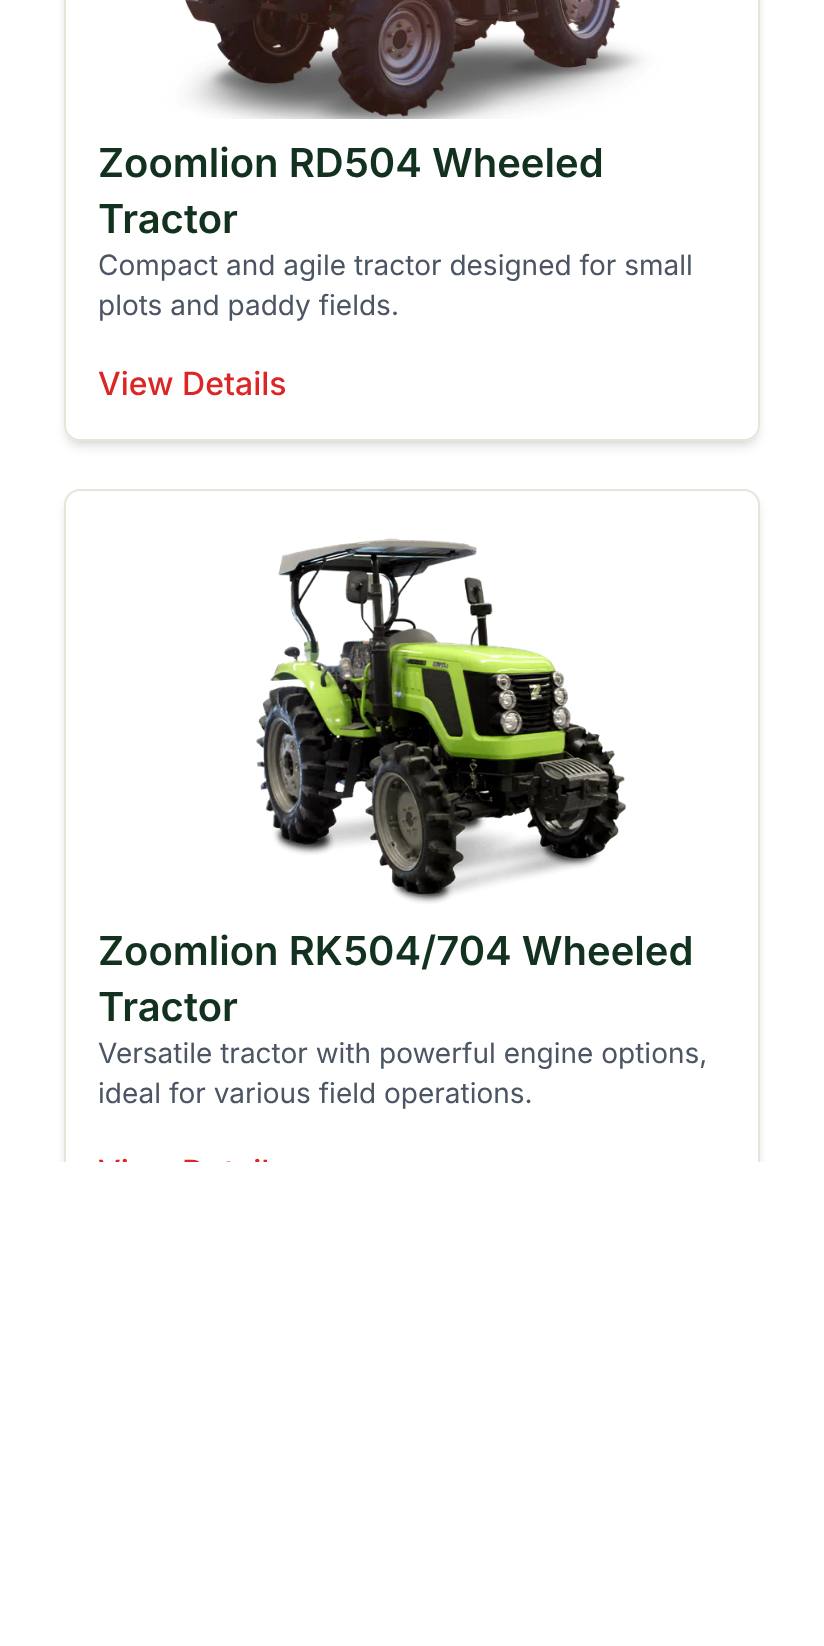 Zoomlion RD504 Wheeled
Tractor
Compact and agile tractor designed for small
plots and paddy fields.
View Details
Zoomlion RK504/704 Wheeled
Tractor
Versatile tractor with powerful engine options,
ideal for various field operations.